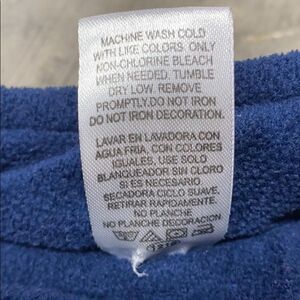 MACHINE WASH COLD
WITH LIKE COLORS. ONLY
NON-CHLORINE BLEACH
WHEN NEEDED. TUMBLE
DRY LOW. REMOVE
PROMPTLY.DO NOT IRON
DO NOT IRON DECORATION.
LAVAR EN LAVADORA CON
AGUA FRIA, CON COLORES
IGUALES, USE SOLO
BLANQUEADOR SIN CLORO
SI ES NECESARIO
SECADORA CICLO SUAVE,
RETIRAR RAPIDAMENTE.
NO PLANCHE
NO PLANCHE DECORACION